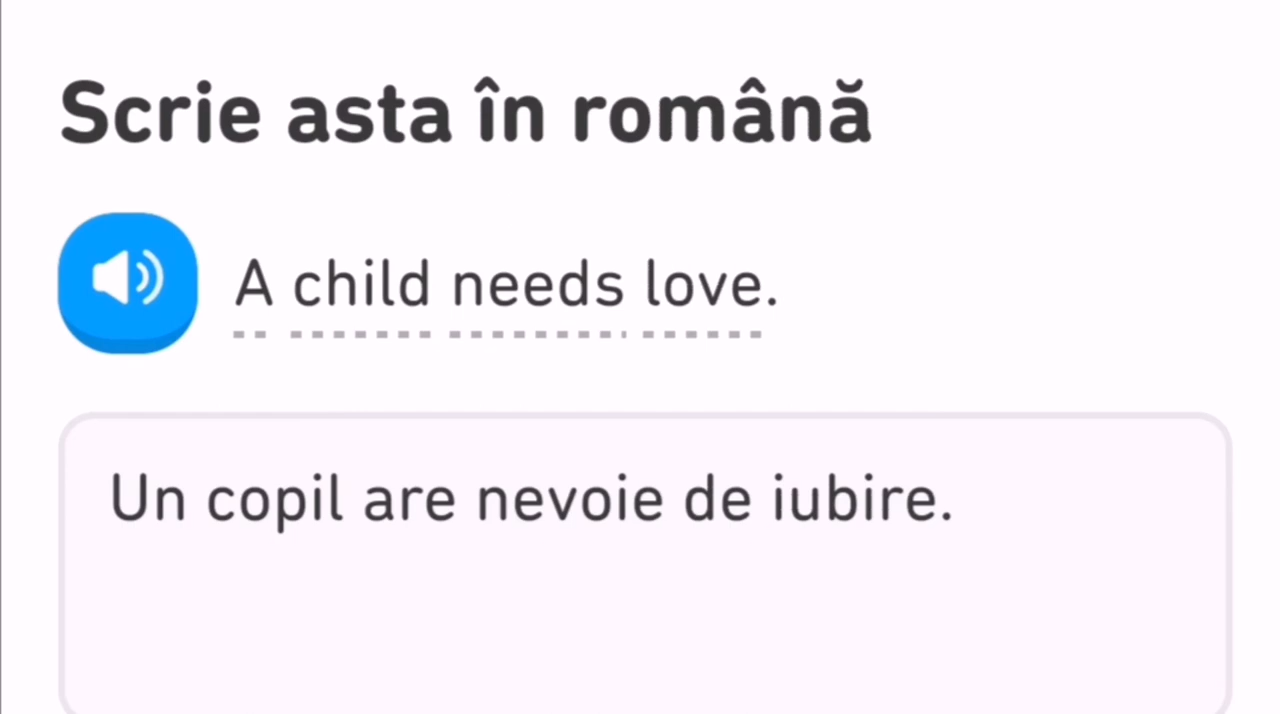 Scrie asta în română
A child needs love.
Un copil are nevoie de iubire.